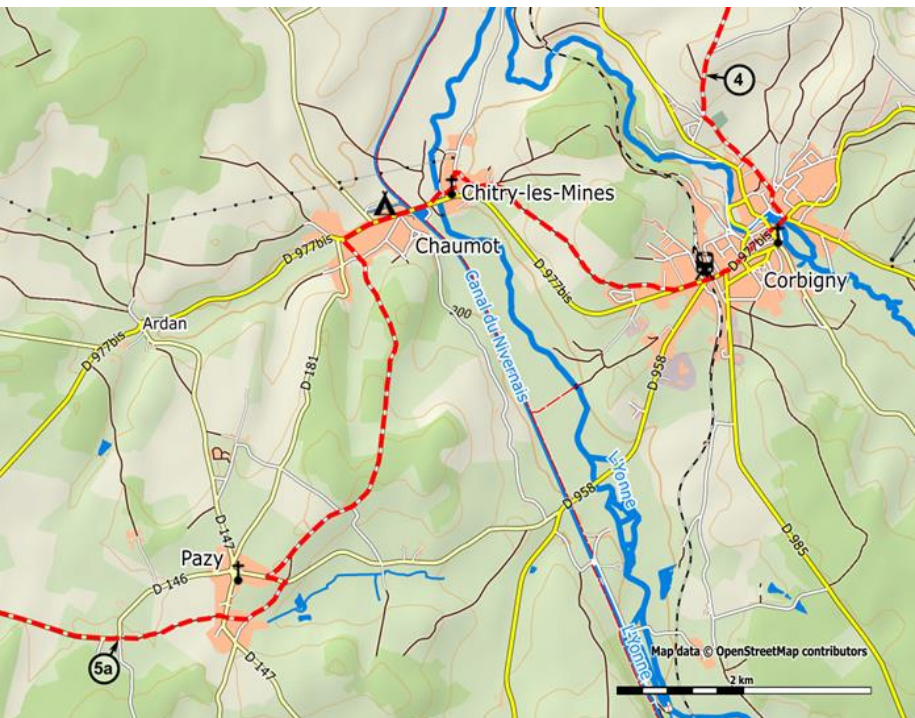 4
Chitry-les-Mines
D-977bis
Chaumot
D-977bis
D-977bis
Corbigny
Canal du Nivernais
200
Ardan
D-977bis
D-181
D-958
D-147
L'Yonne
D-958
D-985
Pazy
D-146
5a
D-147
L'Yonne
Map data © OpenStreetMap contributors
2 km